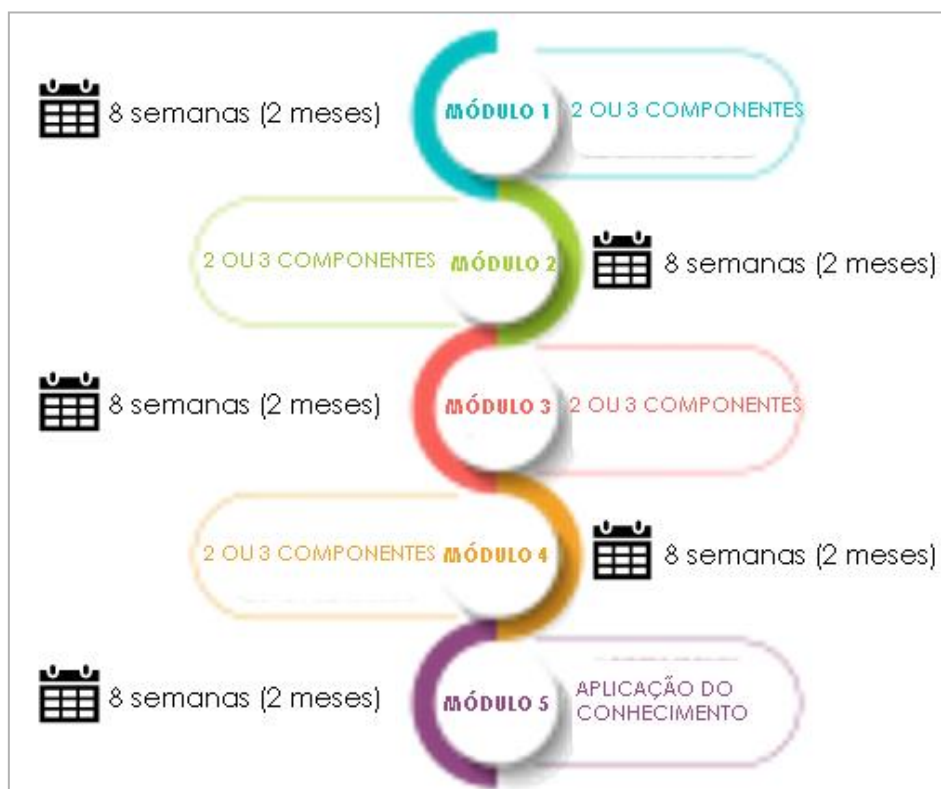 8 semanas (2 meses)
MÓDULO 1
2 OU 3 COMPONENTES
2 OU 3 COMPONENTES
MÓDULO 2
8 semanas (2 meses)
8 semanas (2 meses)
MÓDULO 3
2 OU 3 COMPONENTES
2 OU 3 COMPONENTES
MÓDULO 4
8 semanas (2 meses)
8 semanas (2 meses)
MÓDULO 5
APLICAÇÃO DO
CONHECIMENTO